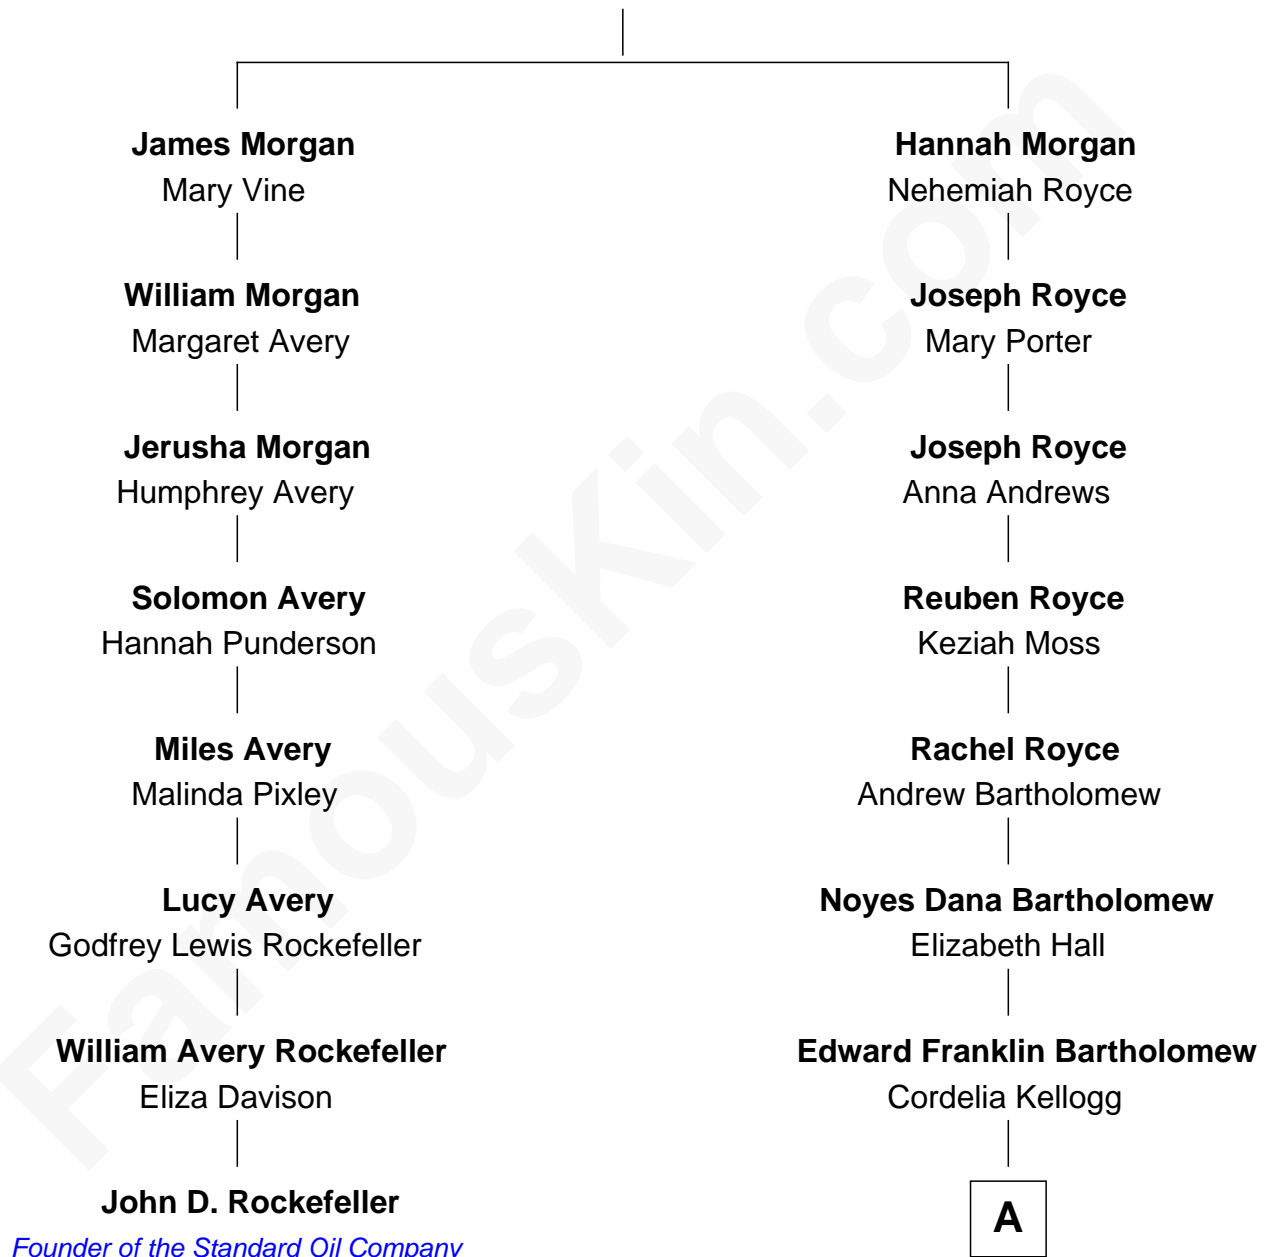 James Morgan
Mary Vine
William Morgan
Margaret Avery
Jerusha Morgan
Humphrey Avery
Solomon Avery
Hannah Punderson
Miles Avery
Malinda Pixley
Lucy Avery
Godfrey Lewis Rockefeller
William Avery Rockefeller
Eliza Davison
John D. Rockefeller
Founder of the Standard Oil Company
Hannah Morgan
Nehemiah Royce
Joseph Royce
Mary Porter
Joseph Royce
Anna Andrews
Reuben Royce
Keziah Moss
Rachel Royce
Andrew Bartholomew
Noyes Dana Bartholomew
Elizabeth Hall
Edward Franklin Bartholomew
Cordelia Kellogg
A
FamousKin.com